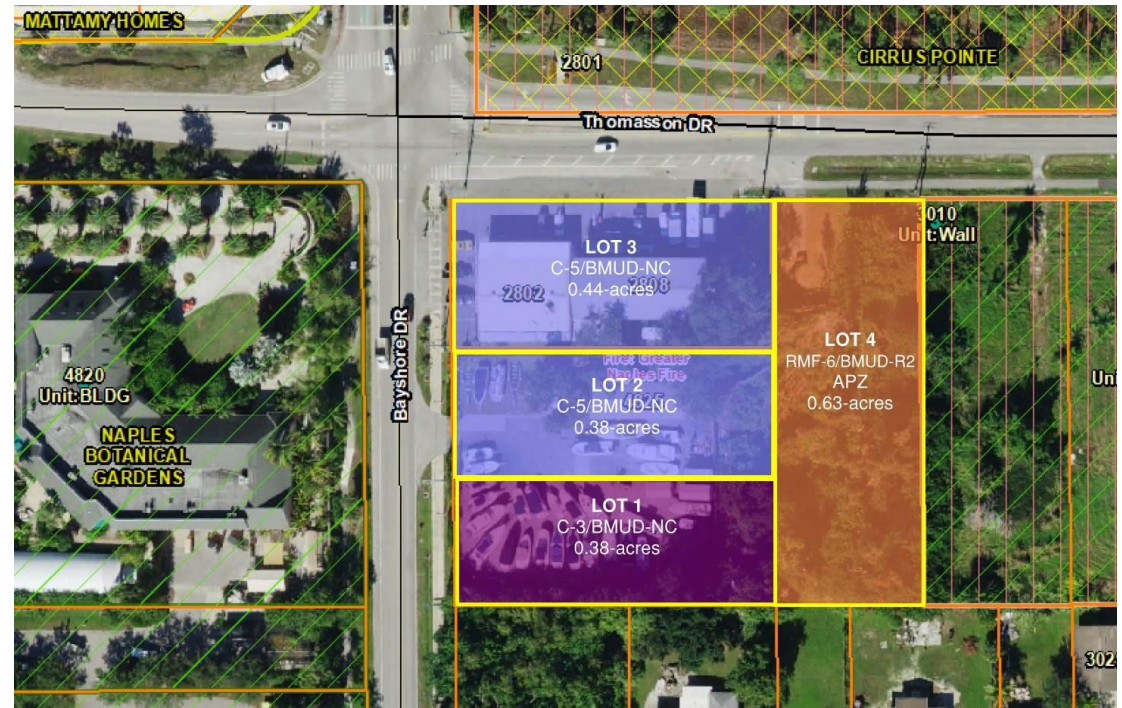 MATTAMY HOMES
2801
CIRRUS POINTE
Thomasson DR
3010
Unit:Wall
LOT 3
C-5/BMUD-NC
0.44-acres
2802
2808
Bayshore DR
Fire: Greater
Naples Fire
LOT 2
C-5/BMUD-NC
0.38-acres
LOT 4
RMF-6/BMUD-R2
APZ
0.63-acres
4820
Unit:BLDG
Uni
NAPLES
BOTANICAL
GARDENS
LOT 1
C-3/BMUD-NC
0.38-acres
302